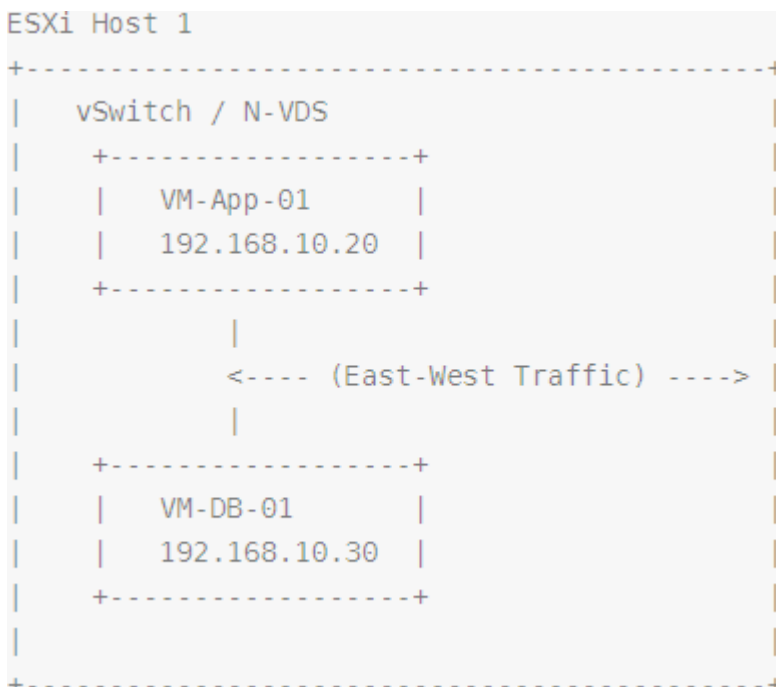 ESXi Host 1
+--------------------------------------------+
|   vSwitch / N-VDS                          |
|    +------------------+                    |
|    |   VM-App-01      |                    |
|    |   192.168.10.20  |                    |
|    +------------------+                    |
|            |                               |
|            <---- (East-West Traffic) ----> |
|            |                               |
|    +------------------+                    |
|    |   VM-DB-01       |                    |
|    |   192.168.10.30  |                    |
|    +------------------+                    |
|                                            |
+--------------------------------------------+